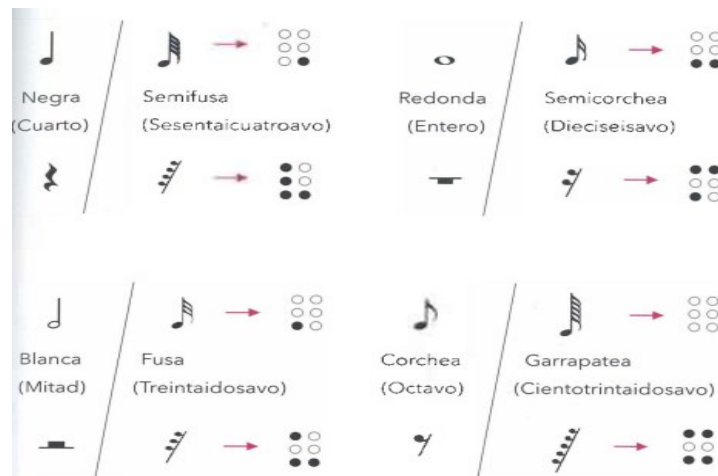 Negra
(Cuarto)
Semifusa
(Sesentaicuatroavo)
Redonda
(Entero)
Semicorchea
(Dieciseisavo)
Blanca
(Mitad)
Fusa
(Treintaidosavo)
Corchea
(Octavo)
Garrapatea
(Cientotrintaidosavo)